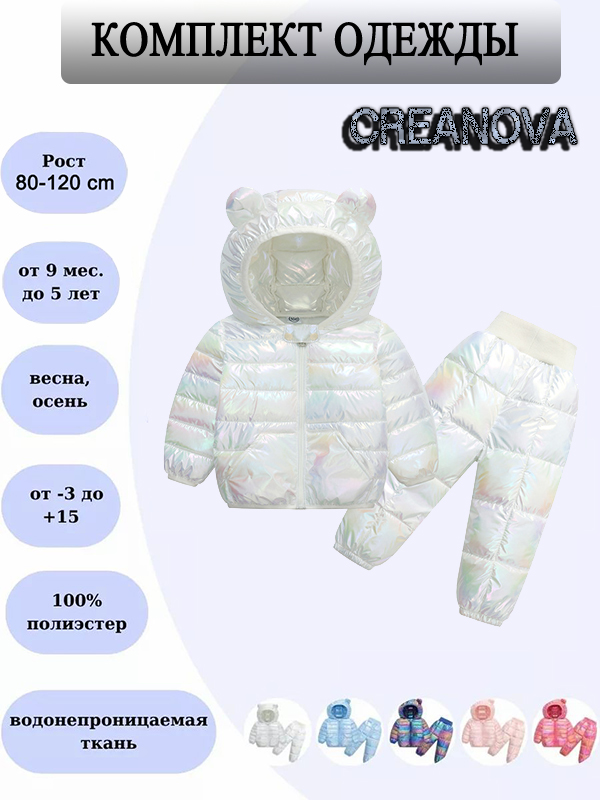 КОМПЛЕКТ ОДЕЖДЫ
CREANOVA
Рост
80-120 cm
от 9 мес.
до 5 лет
весна,
осень
от -3 до
+15
100%
полиэстер
водонепроницаемая
ткань